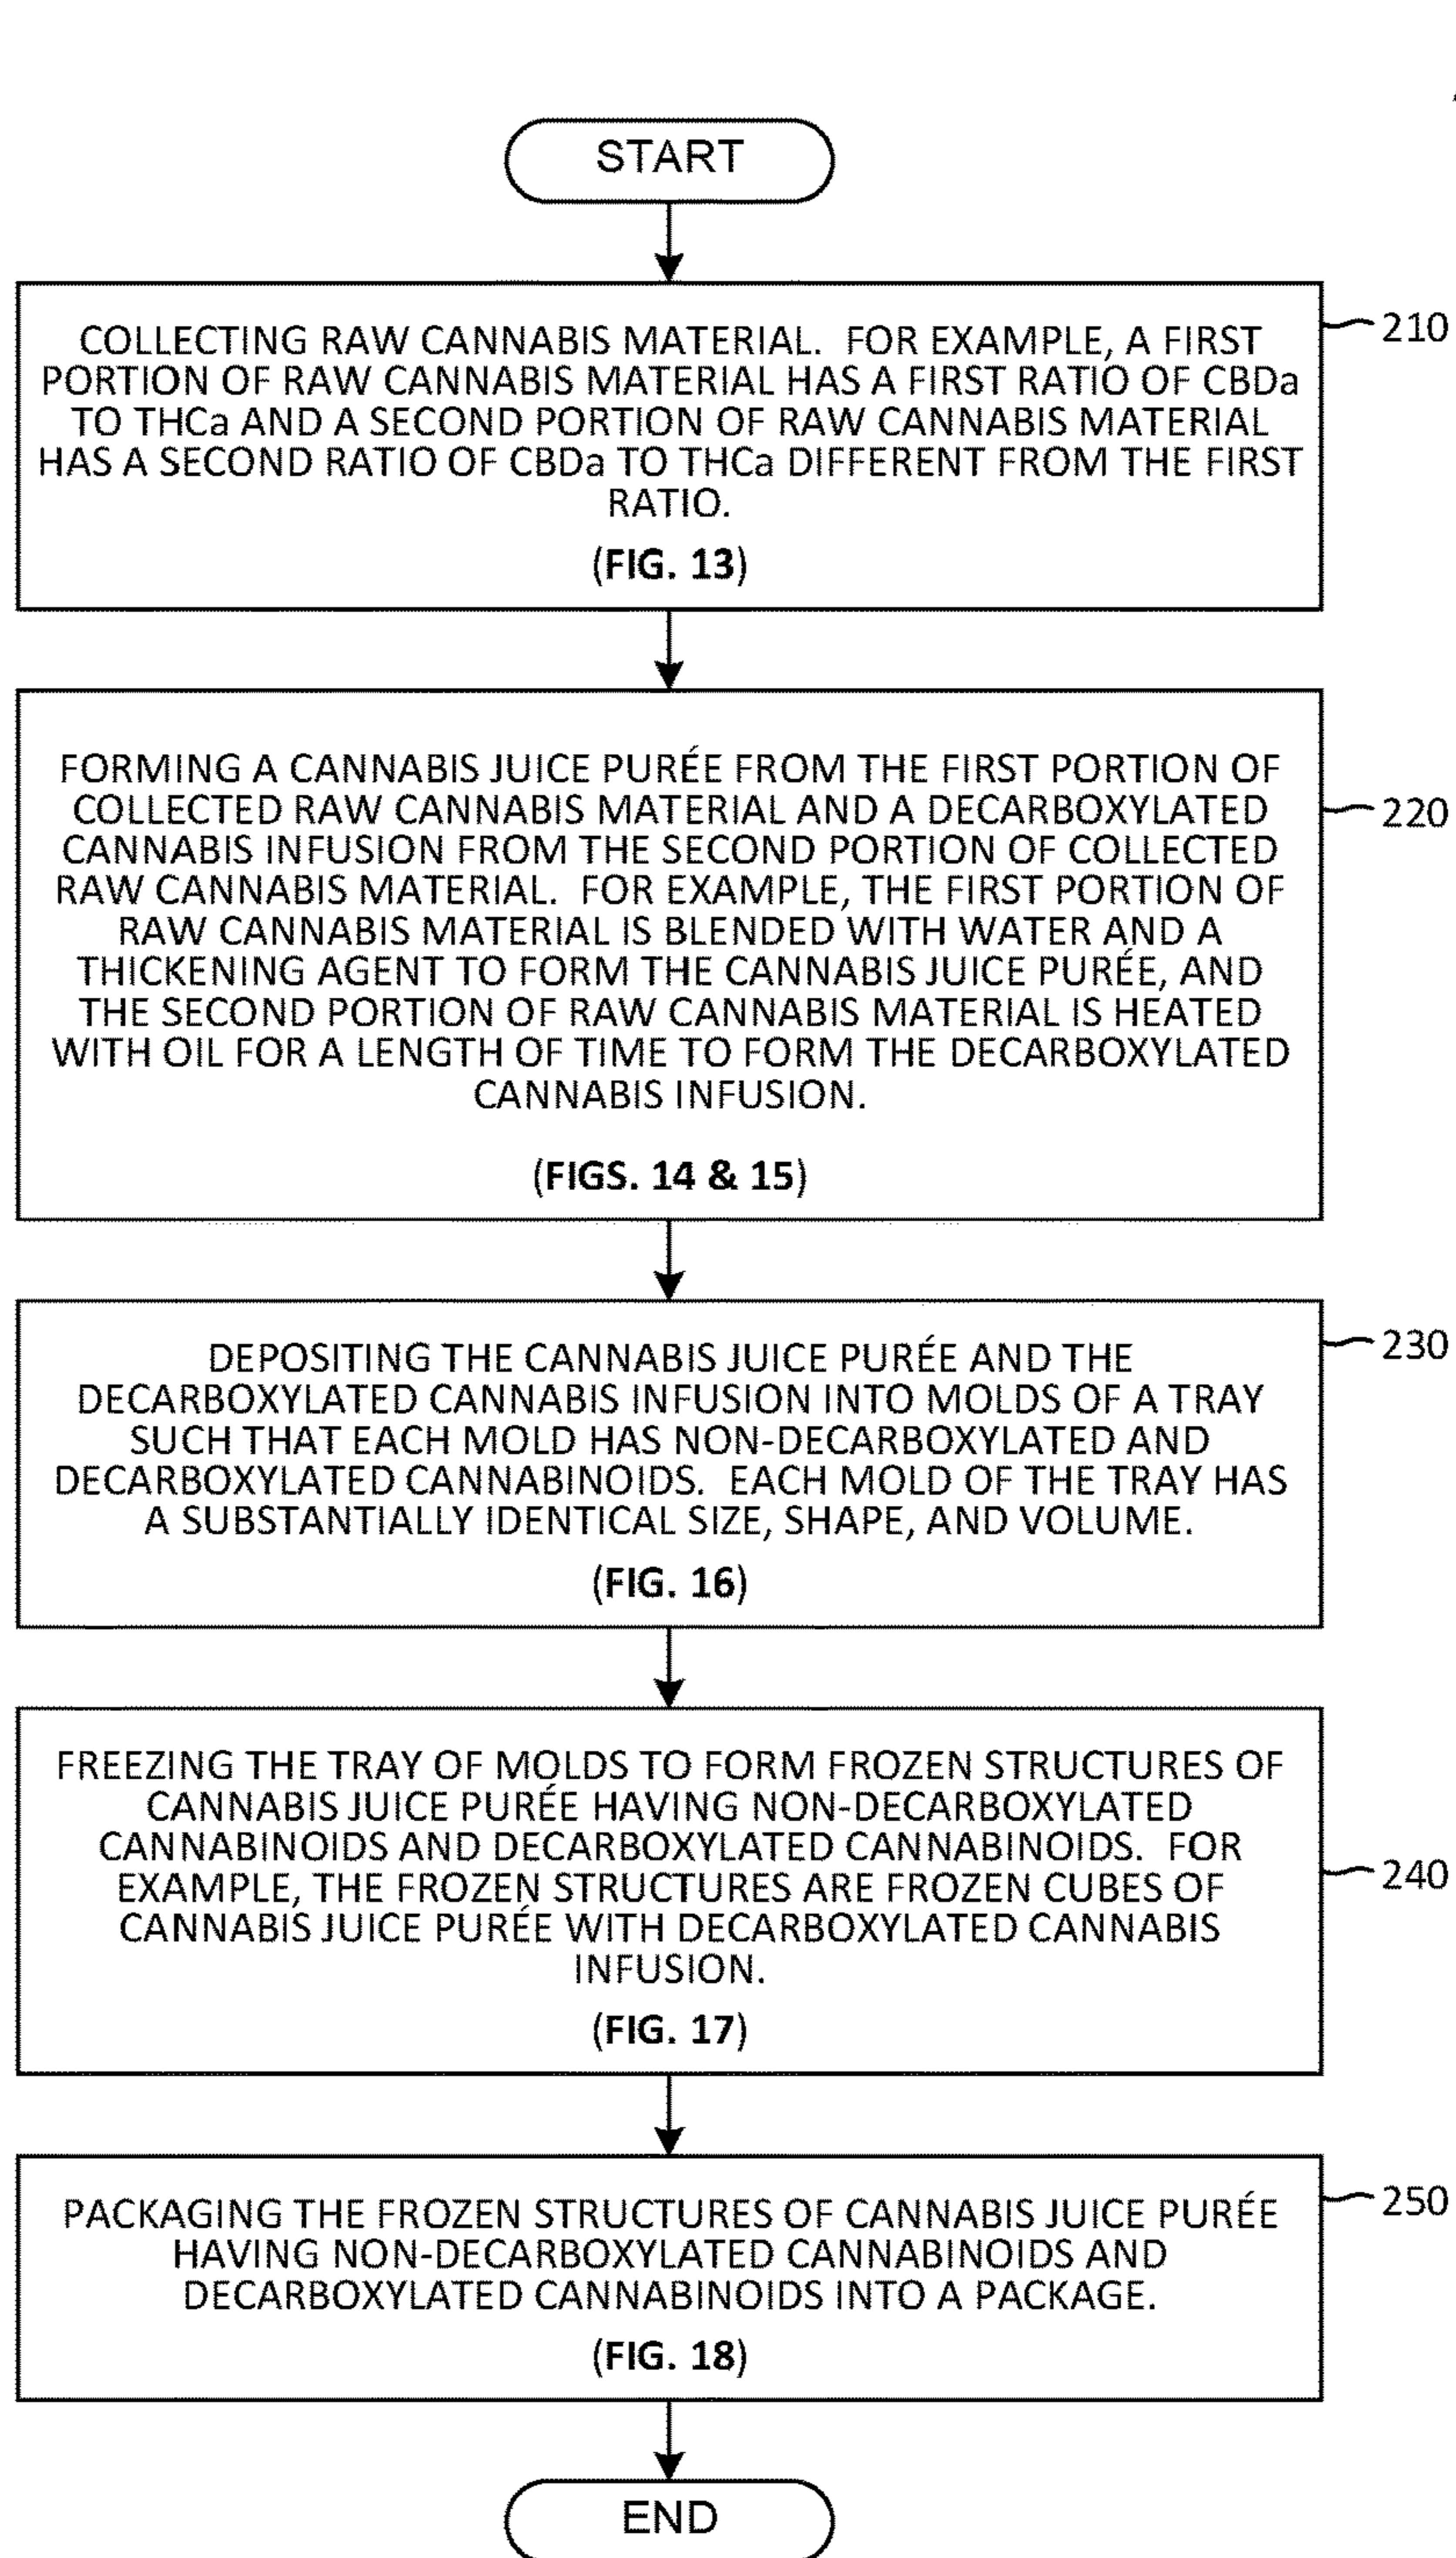 START
COLLECTING RAW CANNABIS MATERIAL. FOR EXAMPLE, A FIRST
PORTION OF RAW CANNABIS MATERIAL HAS A FIRST RATIO OF CBDa
TO THCa AND A SECOND PORTION OF RAW CANNABIS MATERIAL
HAS A SECOND RATIO OF CBDa TO THCa DIFFERENT FROM THE FIRST
RATIO.
(FIG. 13)
210
FORMING A CANNABIS JUICE PURÉE FROM THE FIRST PORTION OF
COLLECTED RAW CANNABIS MATERIAL AND A DECARBOXYLATED
CANNABIS INFUSION FROM THE SECOND PORTION OF COLLECTED
RAW CANNABIS MATERIAL. FOR EXAMPLE, THE FIRST PORTION OF
RAW CANNABIS MATERIAL IS BLENDED WITH WATER AND A
THICKENING AGENT TO FORM THE CANNABIS JUICE PURÉE, AND
THE SECOND PORTION OF RAW CANNABIS MATERIAL IS HEATED
WITH OIL FOR A LENGTH OF TIME TO FORM THE DECARBOXYLATED
CANNABIS INFUSION.
(FIGS. 14 & 15)
220
DEPOSITING THE CANNABIS JUICE PURÉE AND THE
DECARBOXYLATED CANNABIS INFUSION INTO MOLDS OF A TRAY
SUCH THAT EACH MOLD HAS NON-DECARBOXYLATED AND
DECARBOXYLATED CANNABINOIDS. EACH MOLD OF THE TRAY HAS
A SUBSTANTIALLY IDENTICAL SIZE, SHAPE, AND VOLUME.
(FIG. 16)
230
FREEZING THE TRAY OF MOLDS TO FORM FROZEN STRUCTURES OF
CANNABIS JUICE PURÉE HAVING NON-DECARBOXYLATED
CANNABINOIDS AND DECARBOXYLATED CANNABINOIDS. FOR
EXAMPLE, THE FROZEN STRUCTURES ARE FROZEN CUBES OF
CANNABIS JUICE PURÉE WITH DECARBOXYLATED CANNABIS
INFUSION.
(FIG. 17)
240
PACKAGING THE FROZEN STRUCTURES OF CANNABIS JUICE PURÉE
HAVING NON-DECARBOXYLATED CANNABINOIDS AND
DECARBOXYLATED CANNABINOIDS INTO A PACKAGE.
(FIG. 18)
250
END